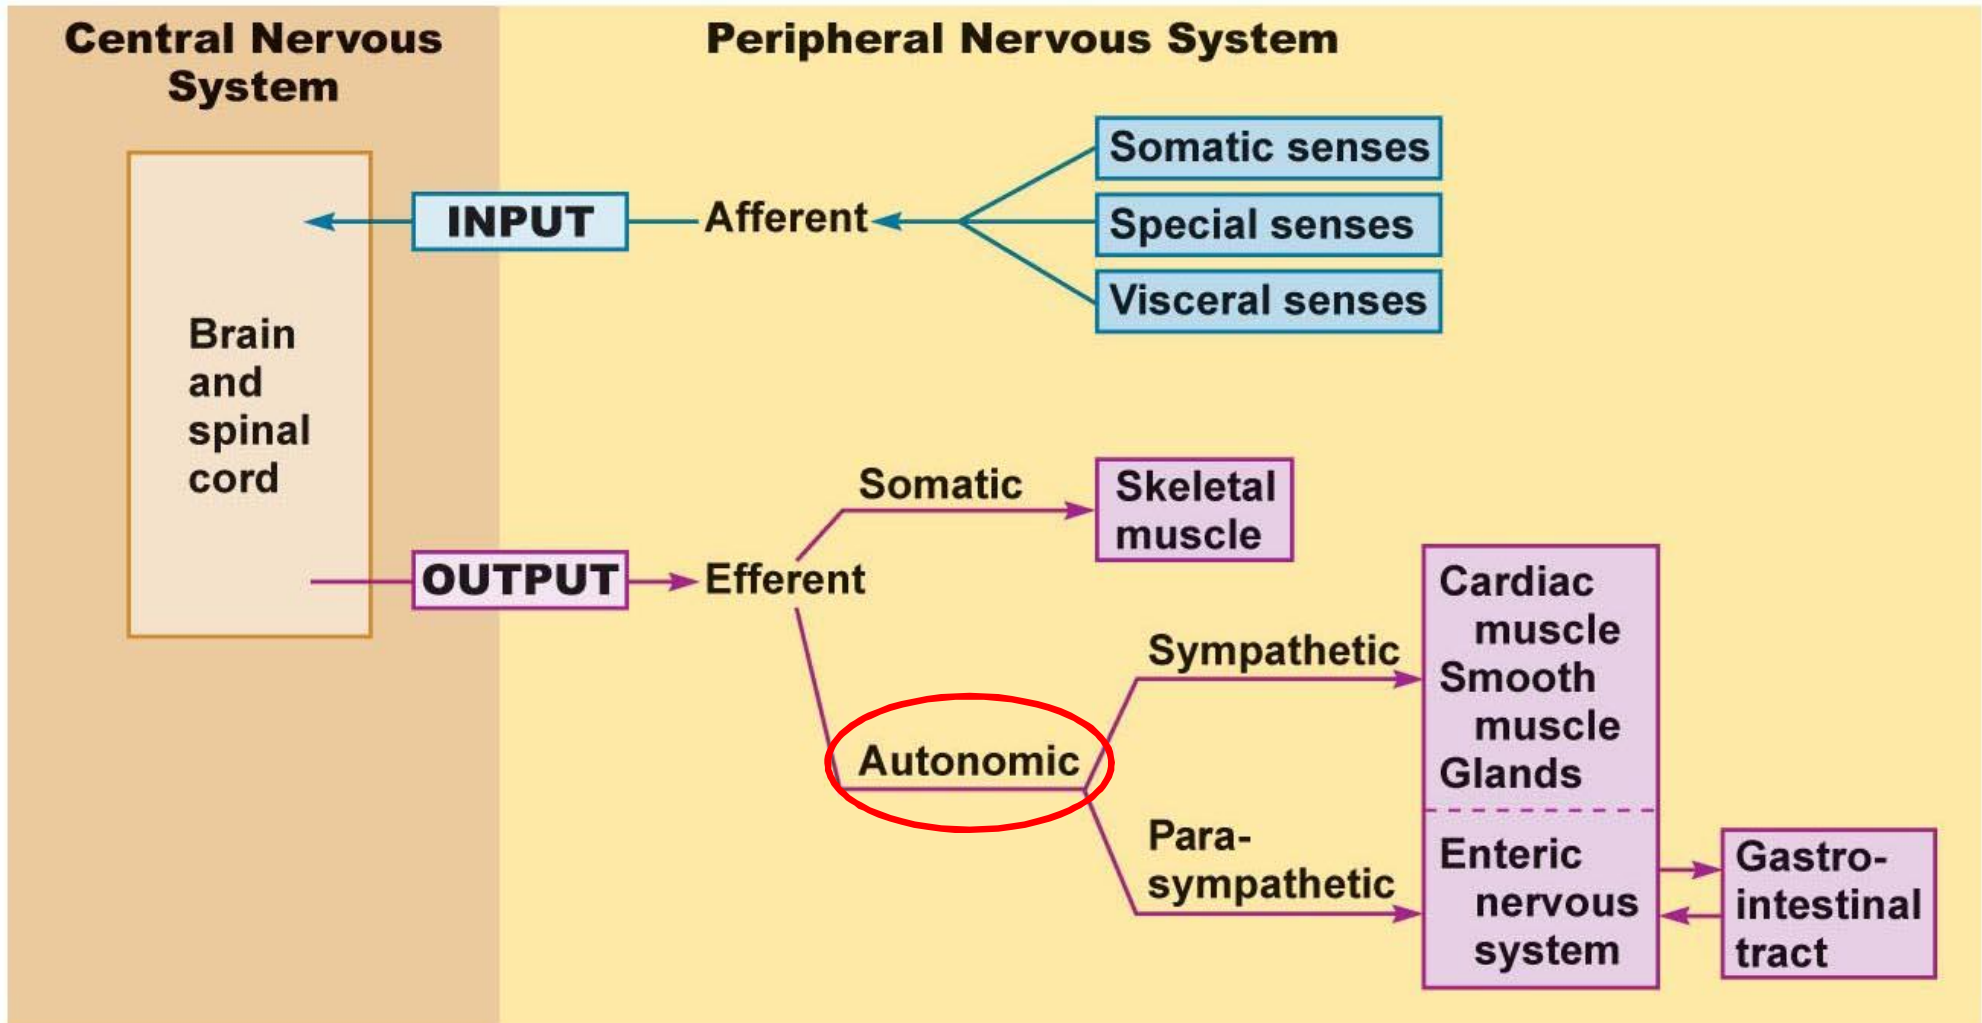 Central Nervous
System
Peripheral Nervous System
Somatic senses
INPUT
Afferent
Special senses
Visceral senses
Brain
and
spinal
cord
Somatic
Skeletal
muscle
OUTPUT
Efferent
Sympathetic
Cardiac
muscle
Smooth
muscle
Glands
Autonomic
Para-
sympathetic
Enteric
nervous
system
Gastro-
intestinal
tract